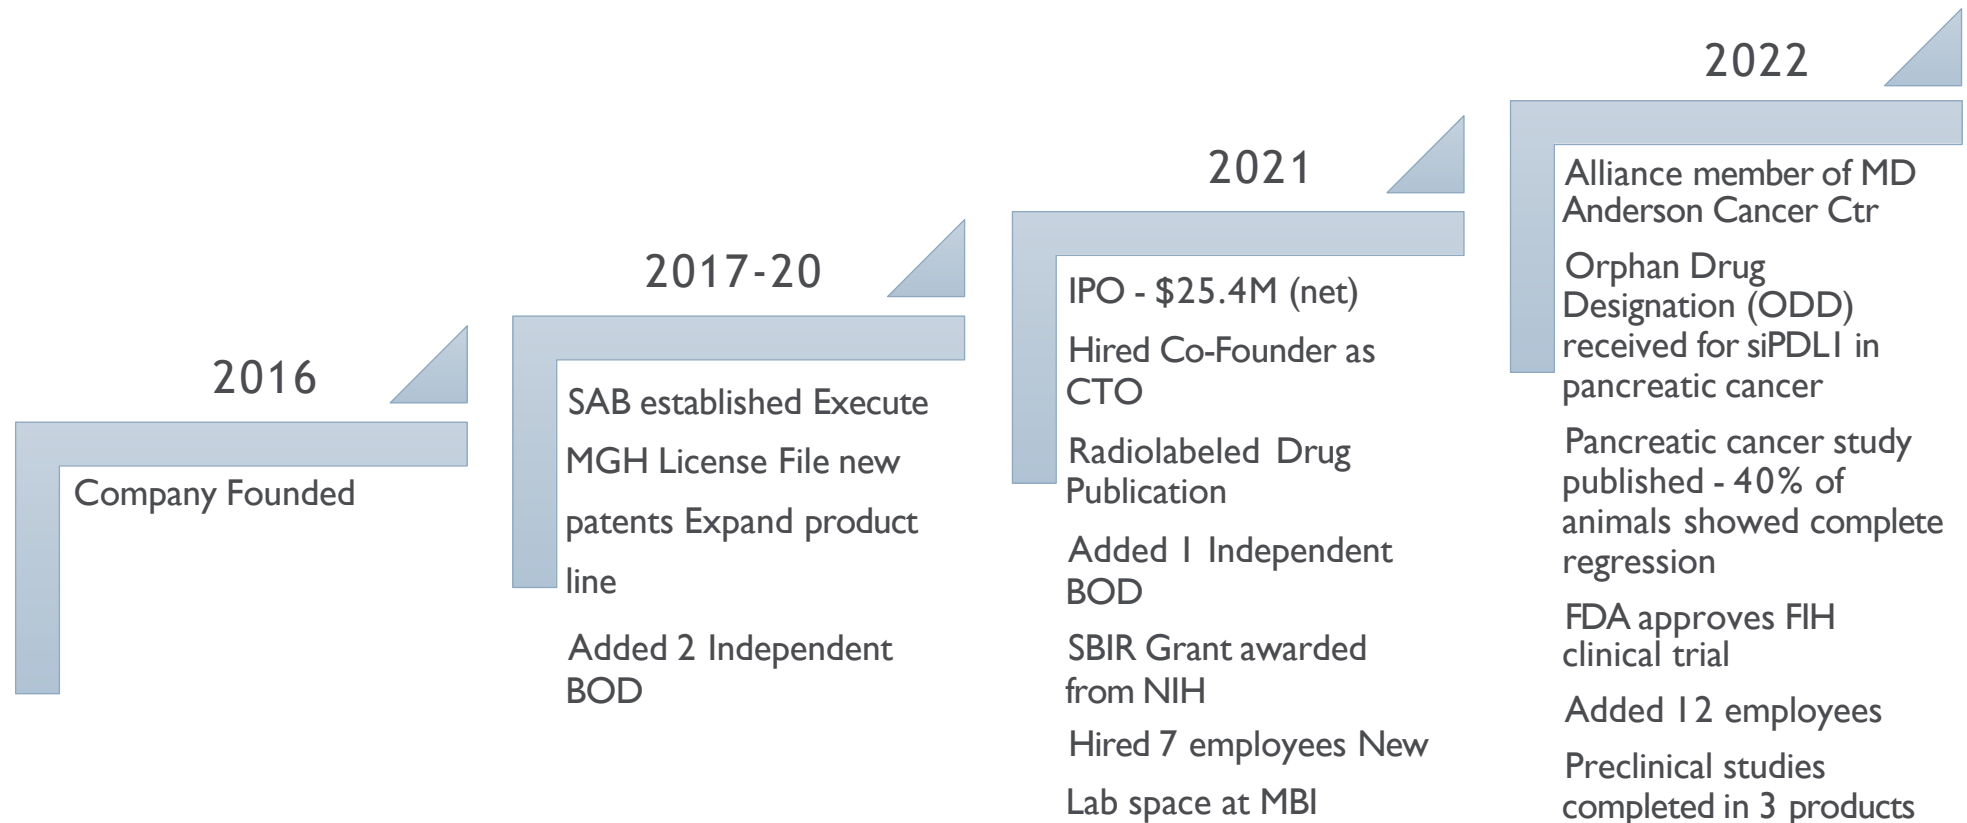 2016
Company Founded
2017-20
SAB established Execute
MGH License File new
patents Expand product
line
Added 2 Independent
BOD
2021
IPO - $25.4M (net)
Hired Co-Founder as
CTO
Radiolabeled Drug
Publication
Added 1 Independent
BOD
SBIR Grant awarded
from NIH
Hired 7 employees New
Lab space at MBI
2022
Alliance member of MD
Anderson Cancer Ctr
Orphan Drug
Designation (ODD)
received for siPDL1 in
pancreatic cancer
Pancreatic cancer study
published - 40% of
animals showed complete
regression
FDA approves FIH
clinical trial
Added 12 employees
Preclinical studies
completed in 3 products